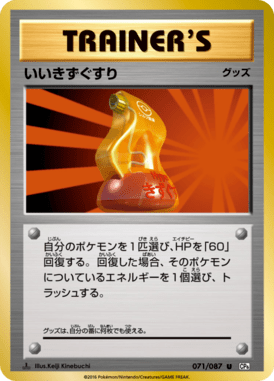 TRAINER'S
いいきずぐすり
グッズ
自分のポケモンを1匹選び、HPを「60」
回復する。回復した場合、そのポケモン
についているエネルギーを1個選び、ト
ラッシュする。
グッズは、自分の番に何枚でも使える。
Illus.Keiji Kinebuchi
071/087 U
©2016 Pokémon/Nintendo/Creatures/GAME FREAK.